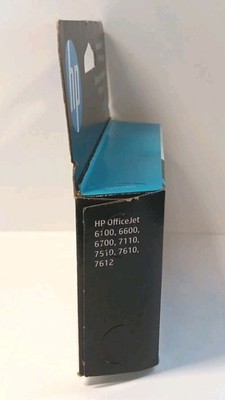 hp
HP OfficeJet
6100, 6600,
6700, 7110,
7510, 7610,
7612